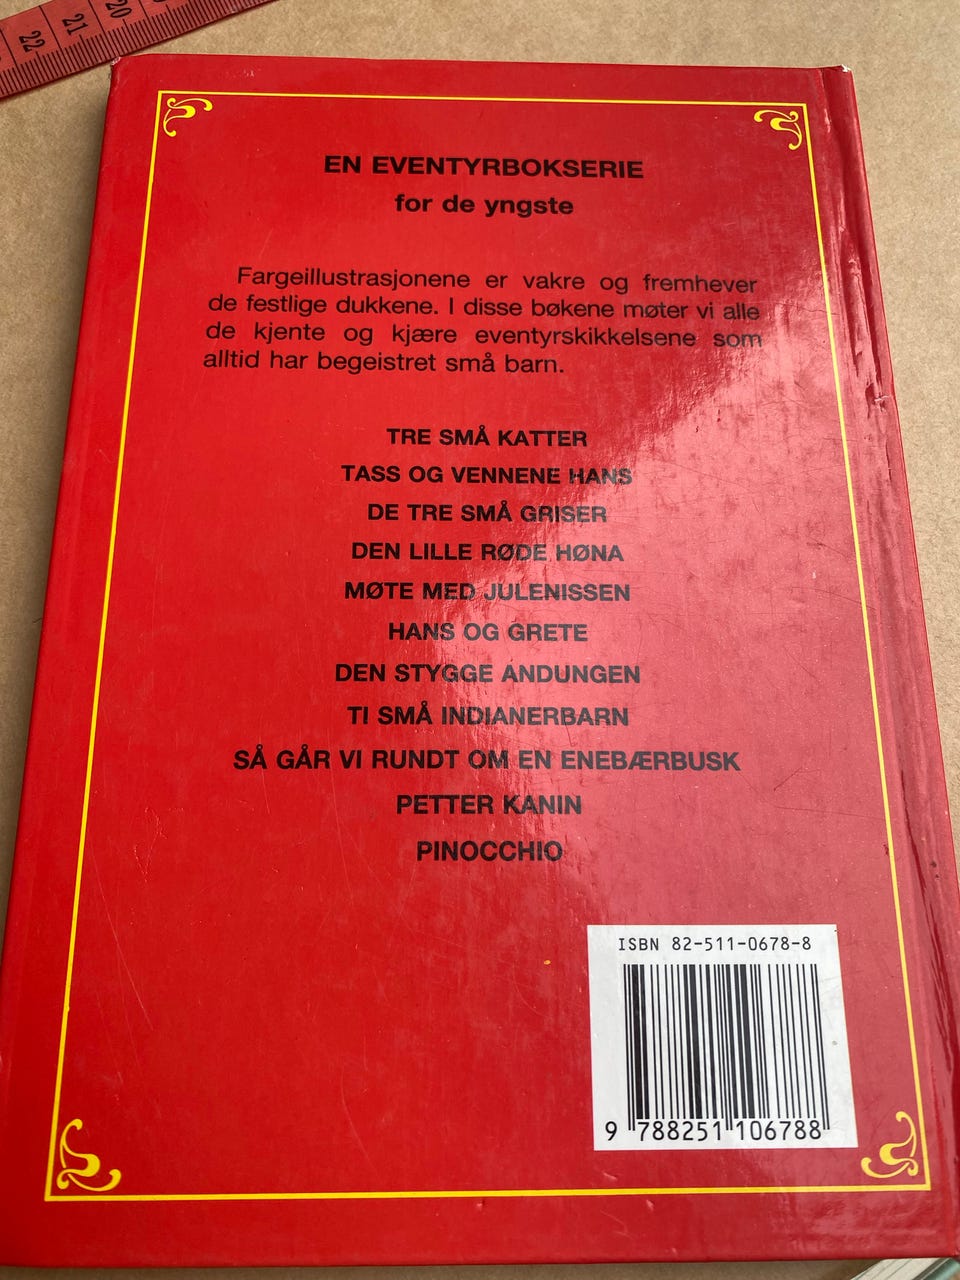 22 21 20
EN EVENTYRBOKSERIE
for de yngste
Fargeillustrasjonene er vakre og fremhever
de festlige dukkene. I disse bøkene møter vi alle
de kjente og kjære eventyrskikkelsene som
alltid har begeistret små barn.
TRE SMÅ KATTER
TASS OG VENNENE HANS
DE TRE SMÅ GRISER
DEN LILLE RØDE HØNA
MØTE MED JULENISSEN
HANS OG GRETE
DEN STYGGE ANDUNGEN
TI SMÅ INDIANERBARN
SÅ GÅR VI RUNDT OM EN ENEBÆRBUSK
PETTER KANIN
PINOCCHIO
ISBN 82-511-0678-8
9 788251 106788